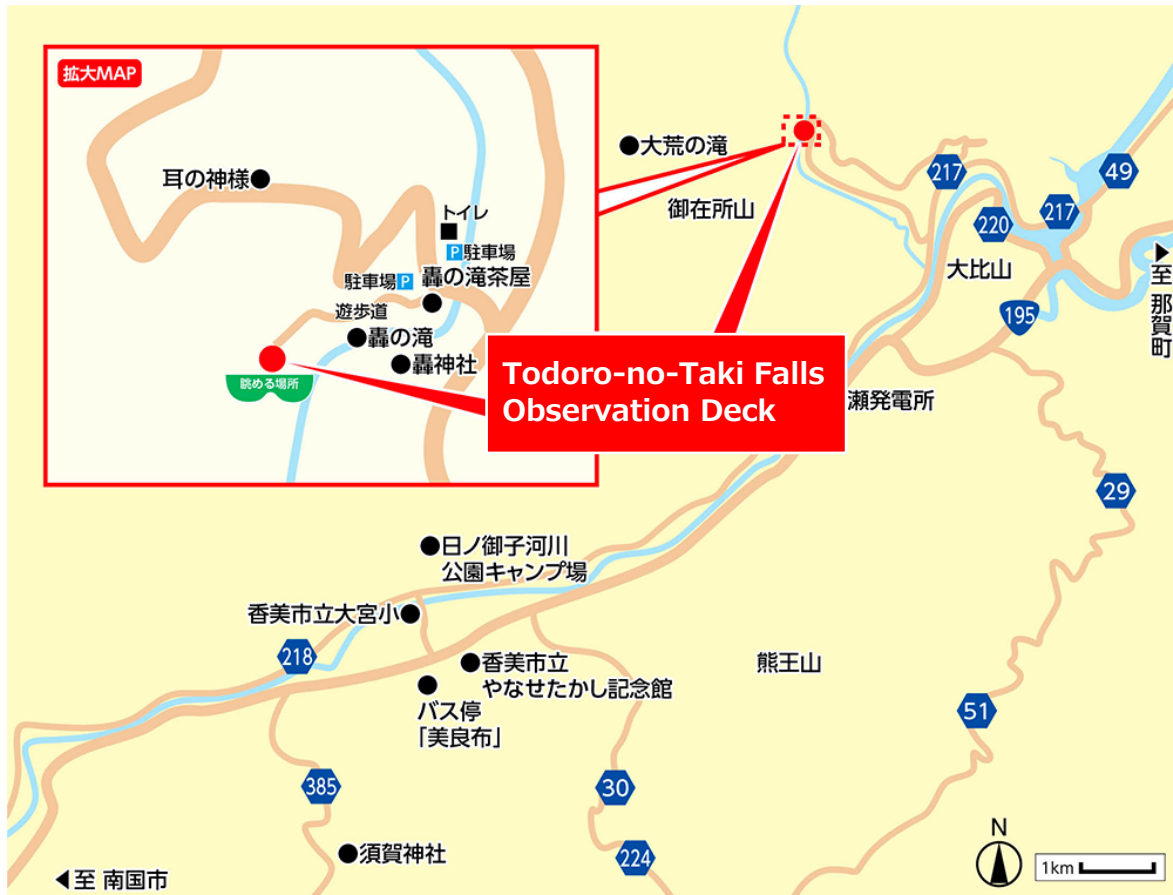 拡大MAP
耳の神様
トイレ
P 駐車場
駐車場 P
轟の滝茶屋
遊歩道
轟の滝
轟神社
眺める場所
大荒の滝
御在所山
217
49
217
220
大比山
至 那賀町
195
Todoro-no-Taki Falls
Observation Deck
瀬発電所
29
日ノ御子河川
公園キャンプ場
香美市立大宮小
218
香美市立
やなせたかし記念館
熊王山
バス停
「美良布」
51
385
30
須賀神社
224
至 南国市
N
1km